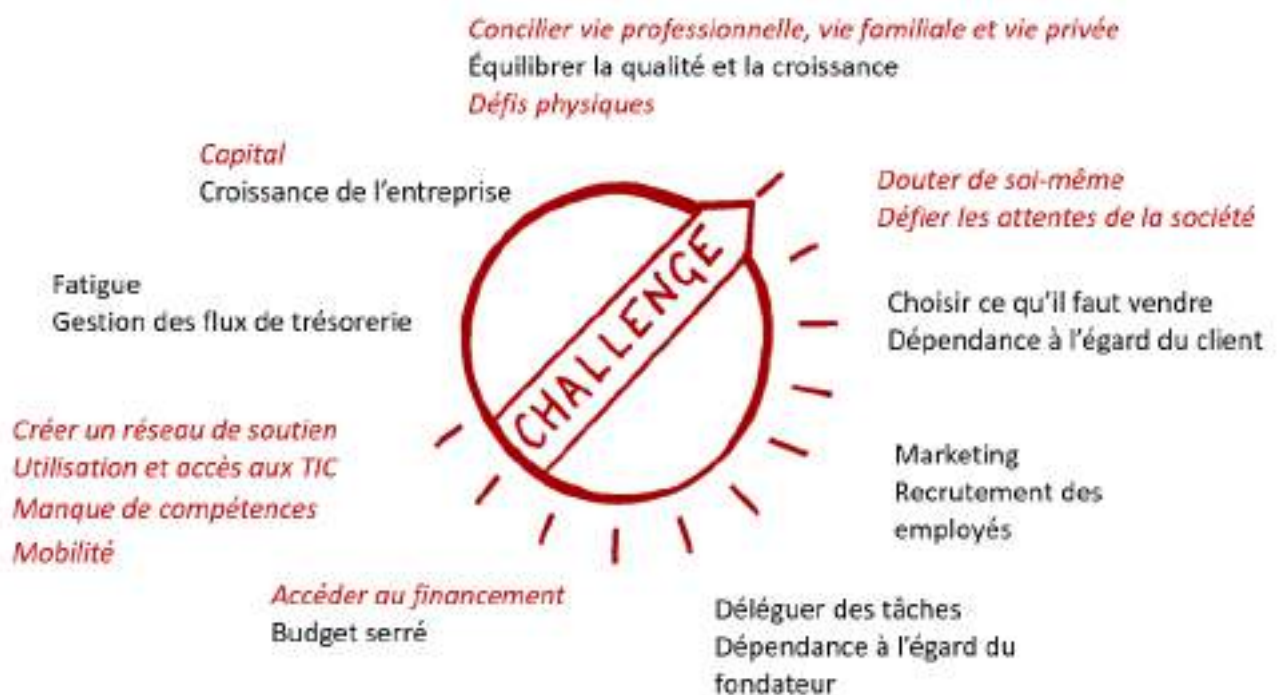 Concilier vie professionnelle, vie familiale et vie privée
Équilibrer la qualité et la croissance
Défis physiques
Capital
Croissance de l'entreprise
Douter de soi-même
Défier les attentes de la société
Fatigue
Gestion des flux de trésorerie
CHALLENGE
Choisir ce qu'il faut vendre
Dépendance à l'égard du client
Créer un réseau de soutien
Utilisation et accès aux TIC
Manque de compétences
Mobilité
Marketing
Recrutement des
employés
Accéder au financement
Budget serré
Déléguer des tâches
Dépendance à l'égard du
fondateur